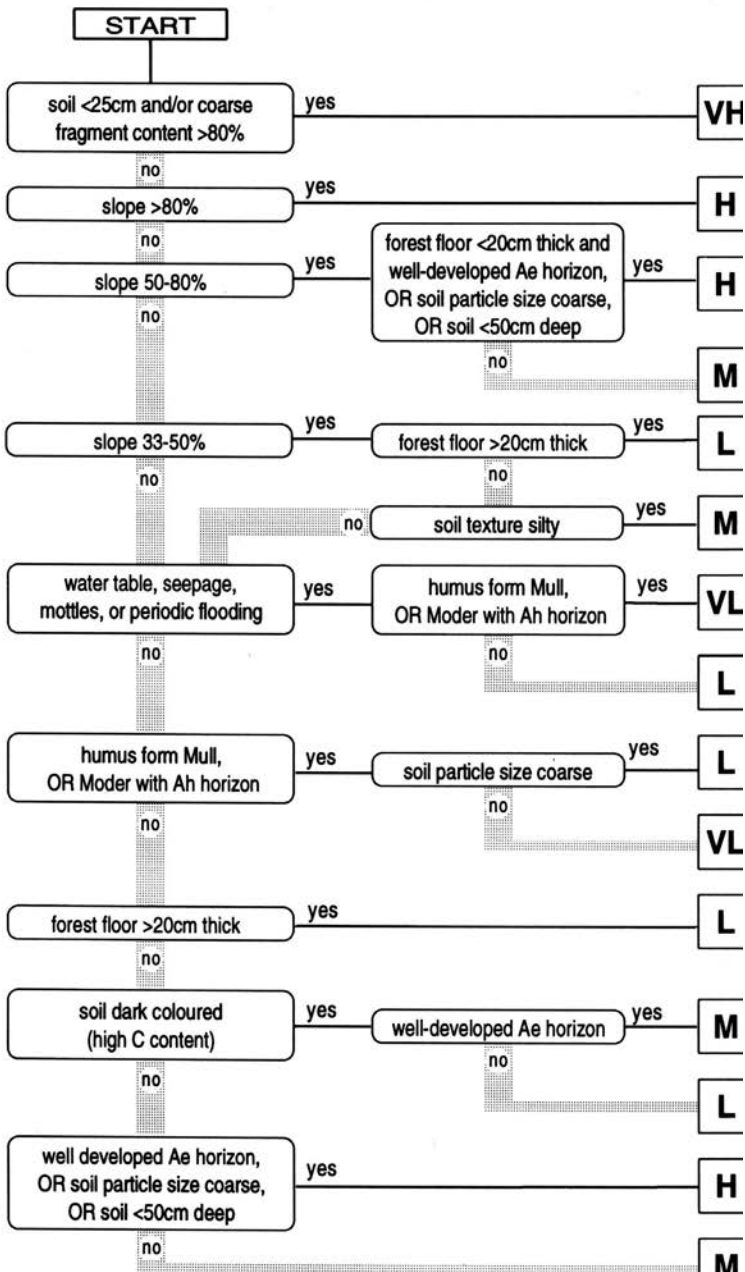 START
soil <25cm and/or coarse
fragment content >80%
yes
VH
no
slope >80%
yes
H
no
slope 50-80%
yes
forest floor <20cm thick and
well-developed Ae horizon,
OR soil particle size coarse,
OR soil <50cm deep
yes
H
no
no
M
slope 33-50%
yes
forest floor >20cm thick
yes
L
no
no
no
soil texture silty
yes
M
water table, seepage,
mottles, or periodic flooding
yes
humus form Mull,
OR Moder with Ah horizon
yes
VL
no
no
L
humus form Mull,
OR Moder with Ah horizon
yes
soil particle size coarse
yes
L
no
no
VL
forest floor >20cm thick
yes
L
no
soil dark coloured
(high C content)
yes
well-developed Ae horizon
yes
M
no
no
L
well developed Ae horizon,
OR soil particle size coarse,
OR soil <50cm deep
yes
H
no
M